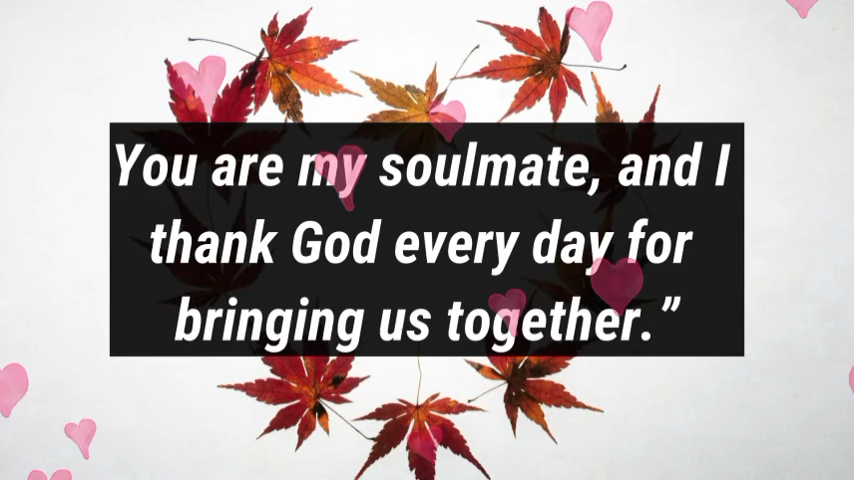 You are my soulmate, and I
thank God every day for
bringing us together.”